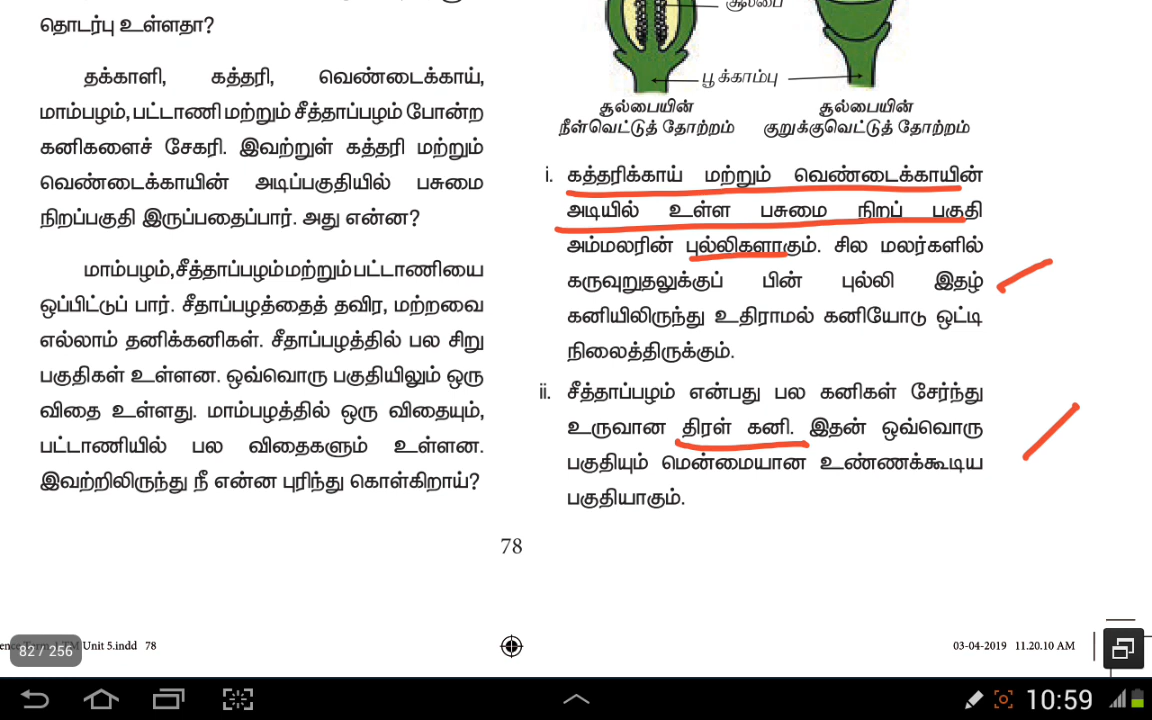 தொடர்பு உள்ளதா?
தக்காளி, கத்தரி, வெண்டைக்காய்,
மாம்பழம், பட்டாணி மற்றும் சீத்தாப்பழம் போன்ற
கனிகளைச் சேகரி. இவற்றுள் கத்தரி மற்றும்
வெண்டைக்காயின் அடிப்பகுதியில் பசுமை
நிறப்பகுதி இருப்பதைப்பார். அது என்ன?
மாம்பழம்,சீத்தாப்பழம் மற்றும் பட்டாணியை
ஒப்பிட்டுப் பார். சீதாப்பழத்தைத் தவிர, மற்றவை
எல்லாம் தனிக்கனிகள். சீதாப்பழத்தில் பல சிறு
பகுதிகள் உள்ளன. ஒவ்வொரு பகுதியிலும் ஒரு
விதை உள்ளது. மாம்பழத்தில் ஒரு விதையும்,
பட்டாணியில் பல விதைகளும் உள்ளன.
இவற்றிலிருந்து நீ என்ன புரிந்து கொள்கிறாய்?
சூல்பை
பூக்காம்பு
சூல்பையின்
நீள்வெட்டுத் தோற்றம்
சூல்பையின்
குறுக்குவெட்டுத் தோற்றம்
i. கத்தரிக்காய் மற்றும் வெண்டைக்காயின்
அடியில் உள்ள பசுமை நிறப் பகுதி
அம்மலரின் புல்லிகளாகும். சில மலர்களில்
கருவுறுதலுக்குப் பின் புல்லி இதழ்
கனியிலிருந்து உதிராமல் கனியோடு ஒட்டி
நிலைத்திருக்கும்.
ii. சீத்தாப்பழம் என்பது பல கனிகள் சேர்ந்து
உருவான திரள் கனி. இதன் ஒவ்வொரு
பகுதியும் மென்மையான உண்ணக்கூடிய
பகுதியாகும்.
78
Unit 5.indd 78
03-04-2019 11.20.10 AM
82 / 256
10:59